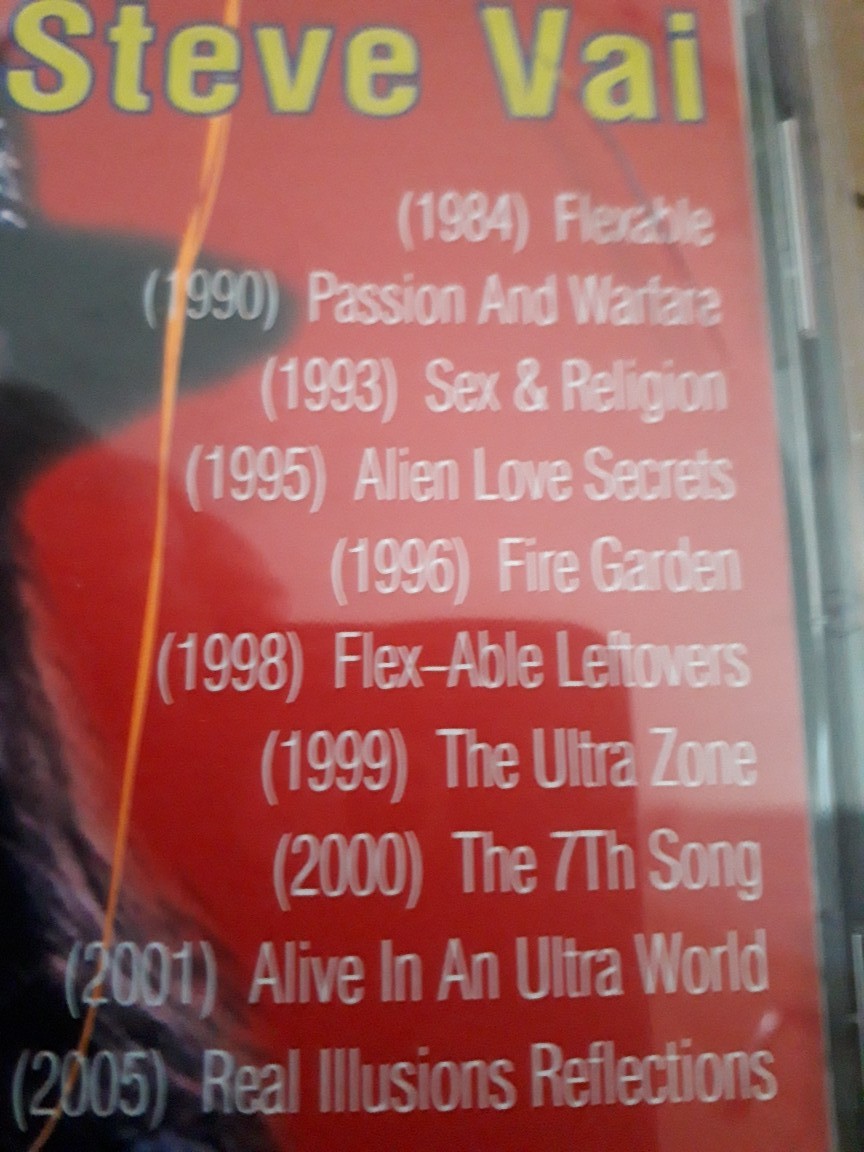 Steve Vai
(1984) Flexable
(1990) Passion And Warfare
(1993) Sex & Religion
(1995) Alien Love Secrets
(1996) Fire Garden
(1998) Flex-Able Leftovers
(1999) The Ultra Zone
(2000) The 7Th Song
(2001) Alive In An Ultra World
(2005) Real Illusions Reflections